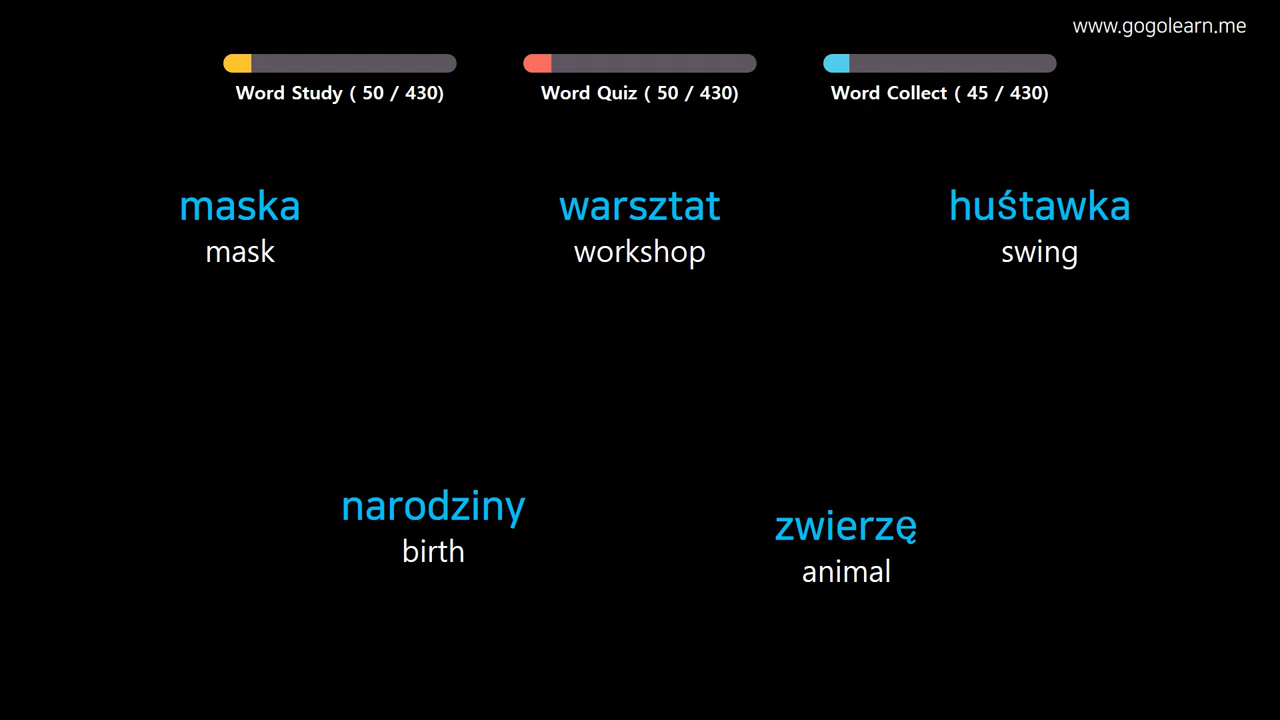 www.gogolearn.me
Word Study ( 50 / 430)
Word Quiz ( 50 / 430)
Word Collect ( 45 / 430)
maska
mask
warsztat
workshop
huśtawka
swing
narodziny
birth
zwierzę
animal